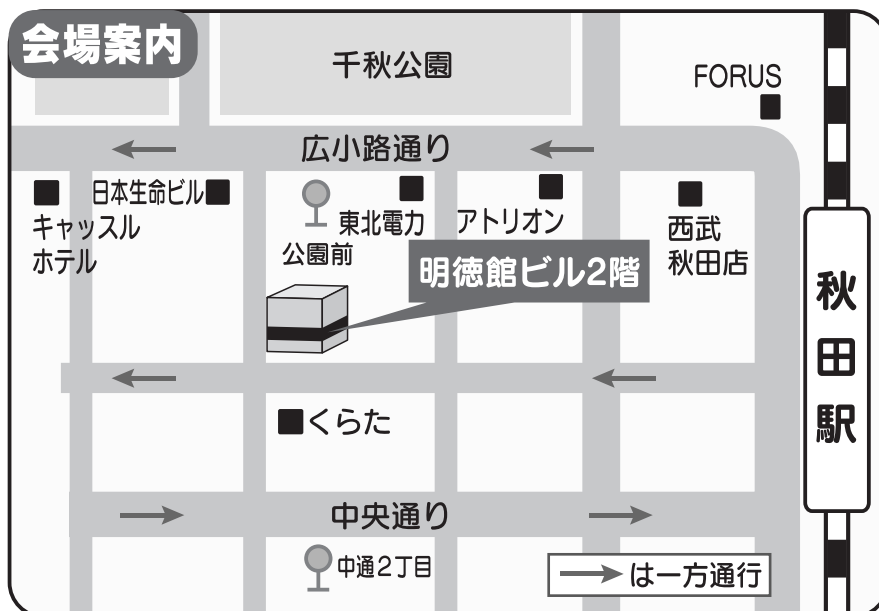 会場案内
千秋公園
FORUS
広小路通り
日本生命ビル
キャッスル
ホテル
公園前
東北電力
アトリオン
西武
秋田店
明徳館ビル2階
秋田駅
くらた
中央通り
中通2丁目
は一方通行